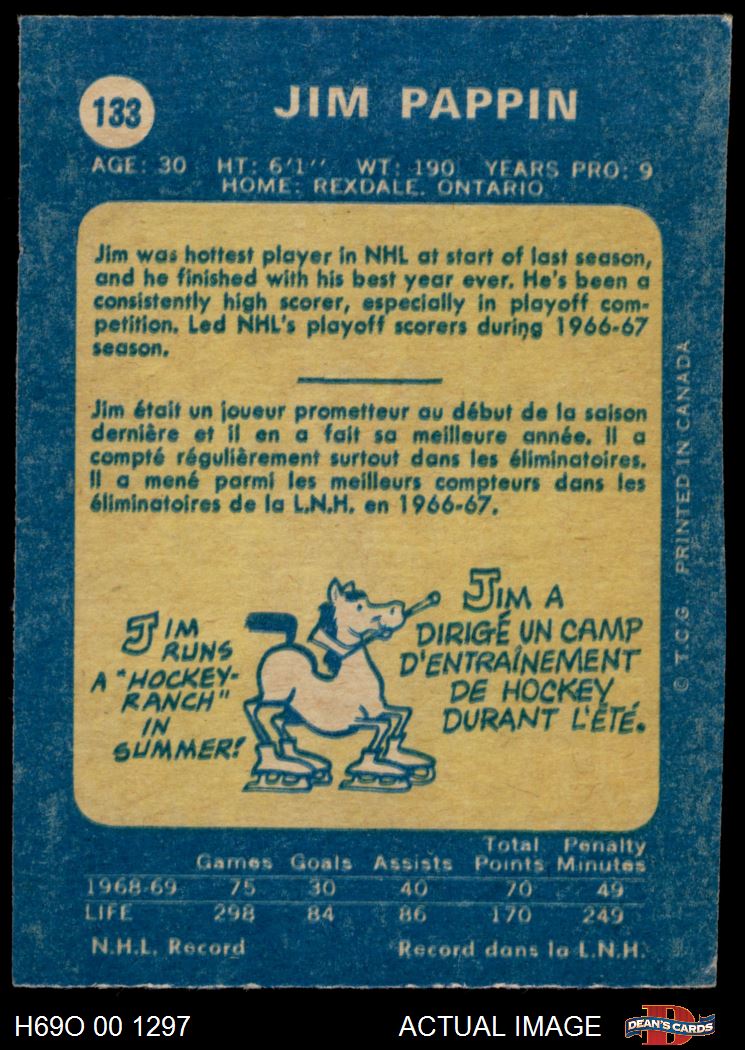 133
JIM PAPPIN
AGE: 30 HT: 6'1'' WT: 190 YEARS PRO: 9
HOME: REXDALE, ONTARIO
Jim was hottest player in NHL at start of last season,
and he finished with his best year ever. He's been a
consistently high scorer, especially in playoff com-
petition. Led NHL's playoff scorers during 1966-67
season.
Jim était un joueur prometteur au début de la saison
dernière et il en a fait sa meilleure année. Il a
compté régulièrement surtout dans les éliminatoires.
Il a mené parmi les meilleurs compteurs dans les
éliminatoires de la L.N.H. en 1966-67.
JIM
RUNS
A "HOCKEY-
RANCH"
IN
SUMMER!
JIM A
DIRIGÉ UN CAMP
D'ENTRAÎNEMENT
DE HOCKEY
DURANT L'ÉTÉ.
© T.C.G. PRINTED IN CANADA
Games Goals Assists Total Points Penalty Minutes
1968-69 75 30 40 70 49
LIFE 298 84 86 170 249
N.H.L. Record Record dans la L.N.H.
H69O 00 1297 ACTUAL IMAGE DEAN'S CARDS